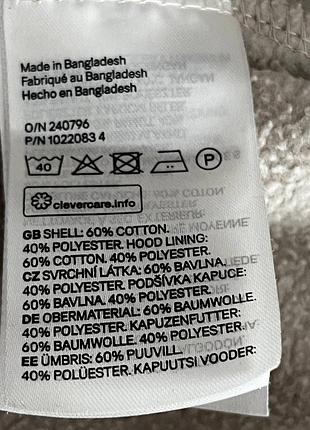 Made in Bangladesh
Fabriqué au Bangladesh
Hecho en Bangladesh
O/N 240796
P/N 1022083 4
40 P
clevercare.info
GB SHELL: 60% COTTON.
40% POLYESTER. HOOD LINING:
60% COTTON. 40% POLYESTER.
CZ SVRCHNÍ LÁTKA: 60% BAVLNA.
40% POLYESTER. PODŠÍVKA KAPUCE:
60% BAVLNA. 40% POLYESTER.
DE OBERMATERIAL: 60% BAUMWOLLE.
40% POLYESTER. KAPUZENFUTTER:
60% BAUMWOLLE. 40% POLYESTER.
EE ÜMBRIS: 60% PUUVILL.
40% POLÜESTER. KAPUUTSI VOODER: